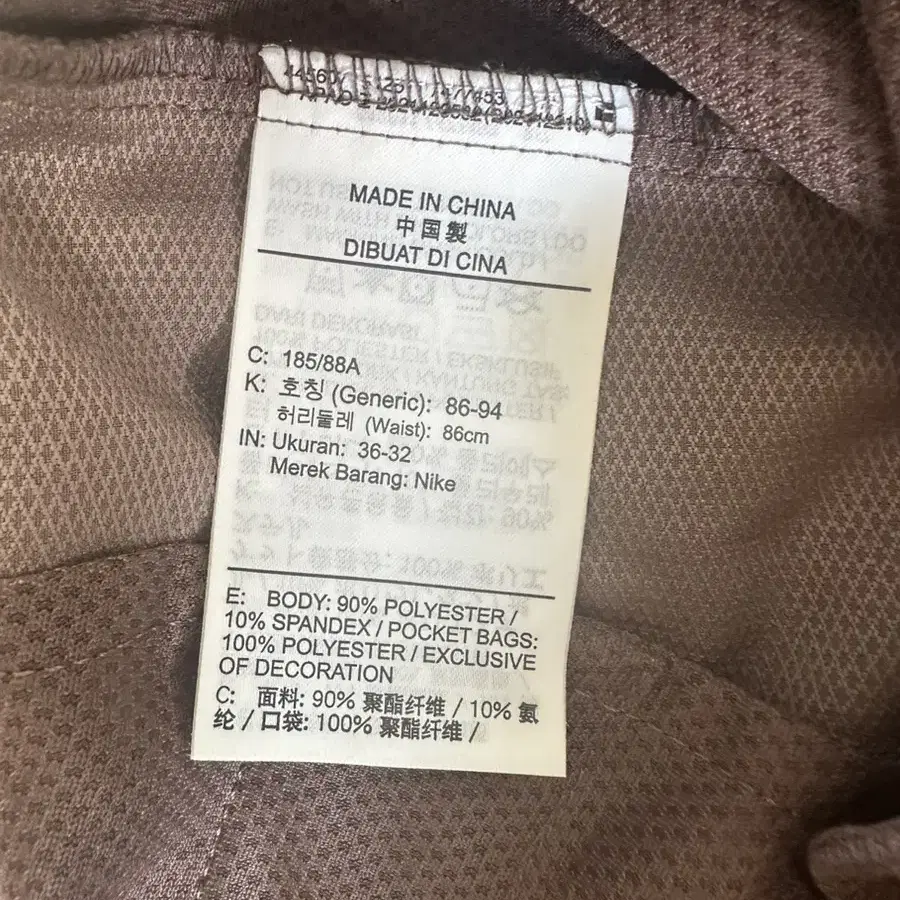 MADE IN CHINA
中国製
DIBUAT DI CINA
C: 185/88A
K: 호칭 (Generic): 86-94
허리둘레 (Waist): 86cm
IN: Ukuran: 36-32
Merek Barang: Nike
E: BODY: 90% POLYESTER /
10% SPANDEX / POCKET BAGS:
100% POLYESTER / EXCLUSIVE
OF DECORATION
C: 面料: 90% 聚酯纤维 / 10% 氨
纶 / 口袋: 100% 聚酯纤维 /